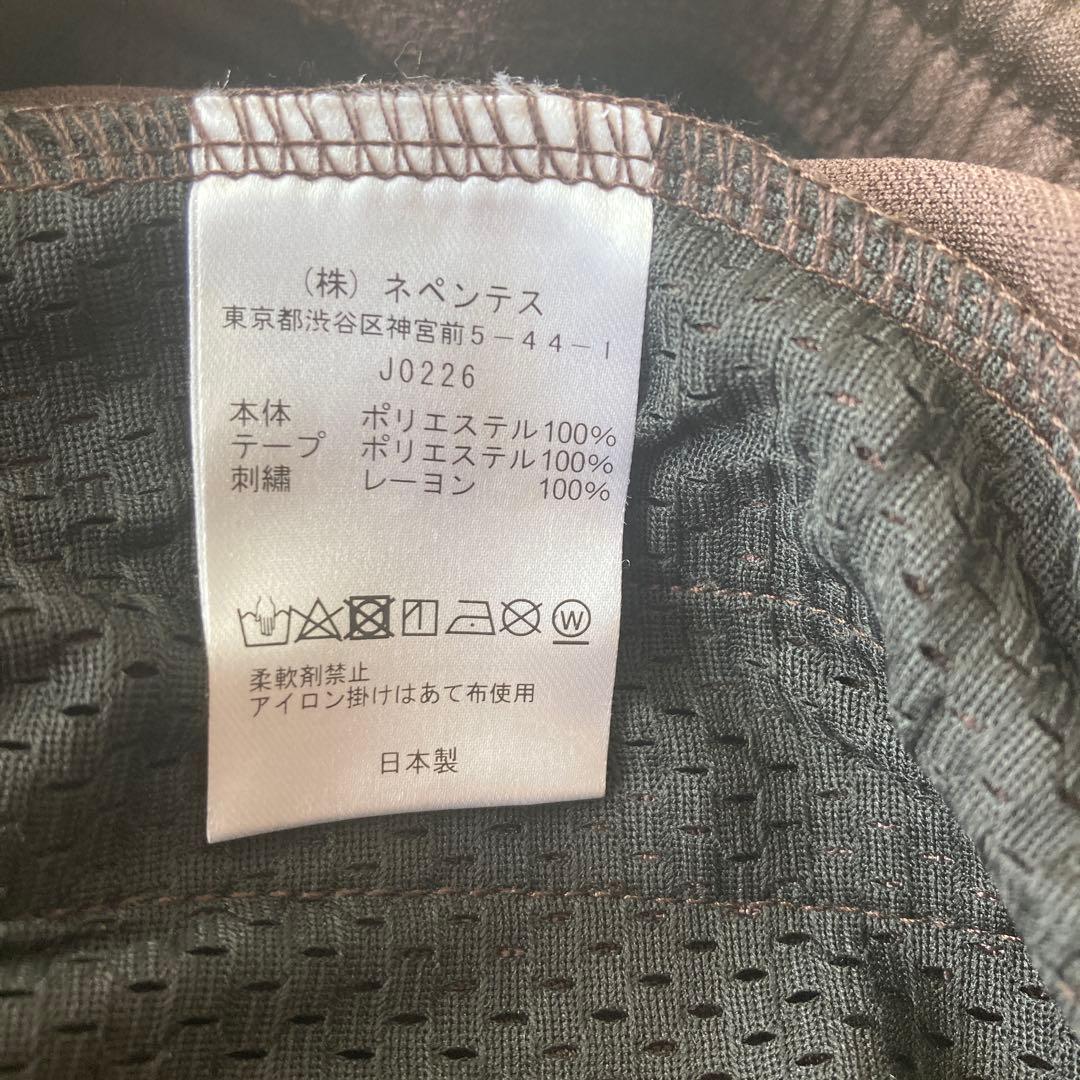 (株) ネペンテス
東京都渋谷区神宮前5-44-1
J0226
本体 ポリエステル100%
テープ ポリエステル100%
刺繡 レーヨン 100%
W
柔軟剤禁止
アイロン掛けはあて布使用
日本製